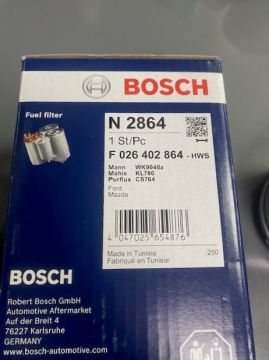 BOSCH
Fuel filter
N 2864
1 St/Pc
F 026 402 864 - HWS
Mann WK9046z
Mahle KL780
Purflux CS764
Ford
Mazda
4 047025 654876
Made in Tunisia 250
Fabriqué en Tunisie
BOSCH
Robert Bosch GmbH
Automotive Aftermarket
Auf der Breit 4
76227 Karlsruhe
GERMANY
www.bosch-automotive.com